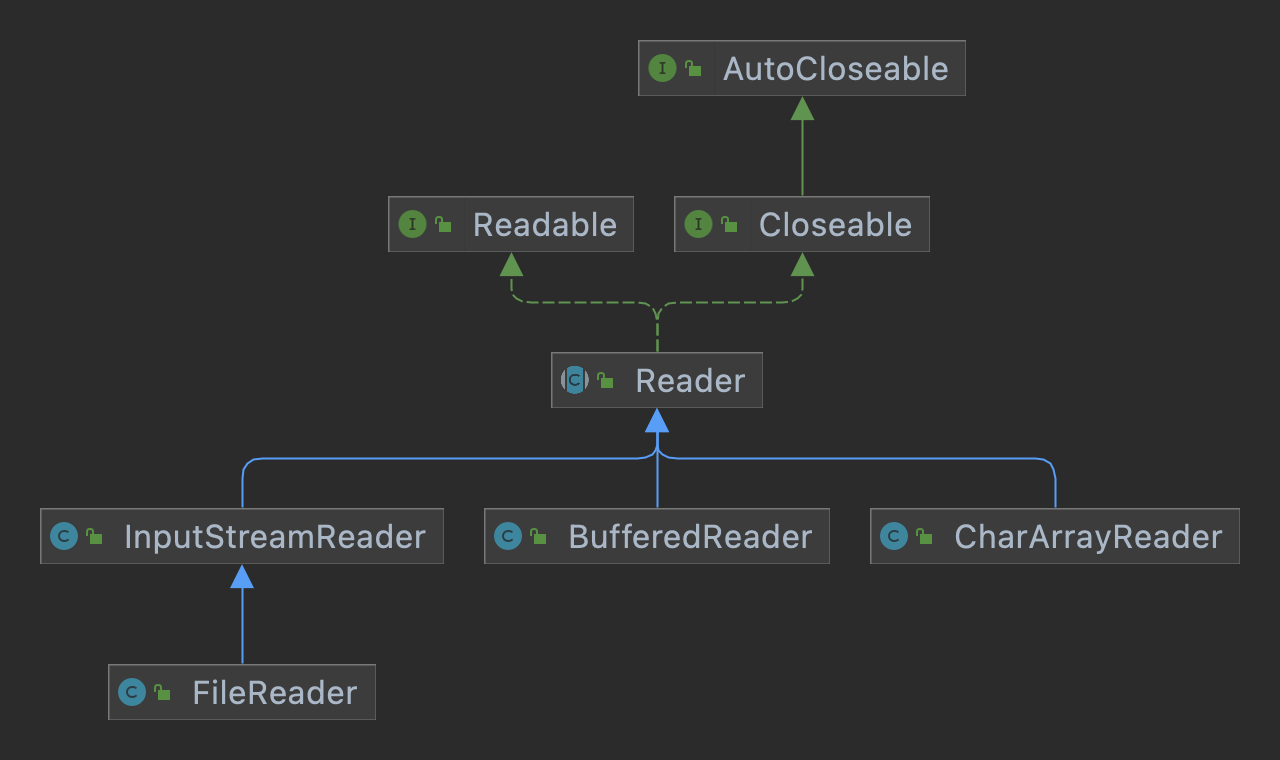 I AutoCloseable
I Readable
I Closeable
C Reader
C InputStreamReader
C BufferedReader
C CharArrayReader
C FileReader